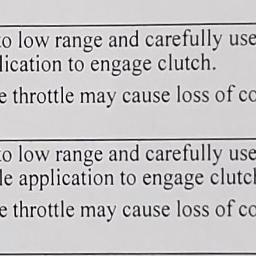 to low range and carefully use
lication to engage clutch.
e throttle may cause loss of co
to low range and carefully use
le application to engage clutch
e throttle may cause loss of co